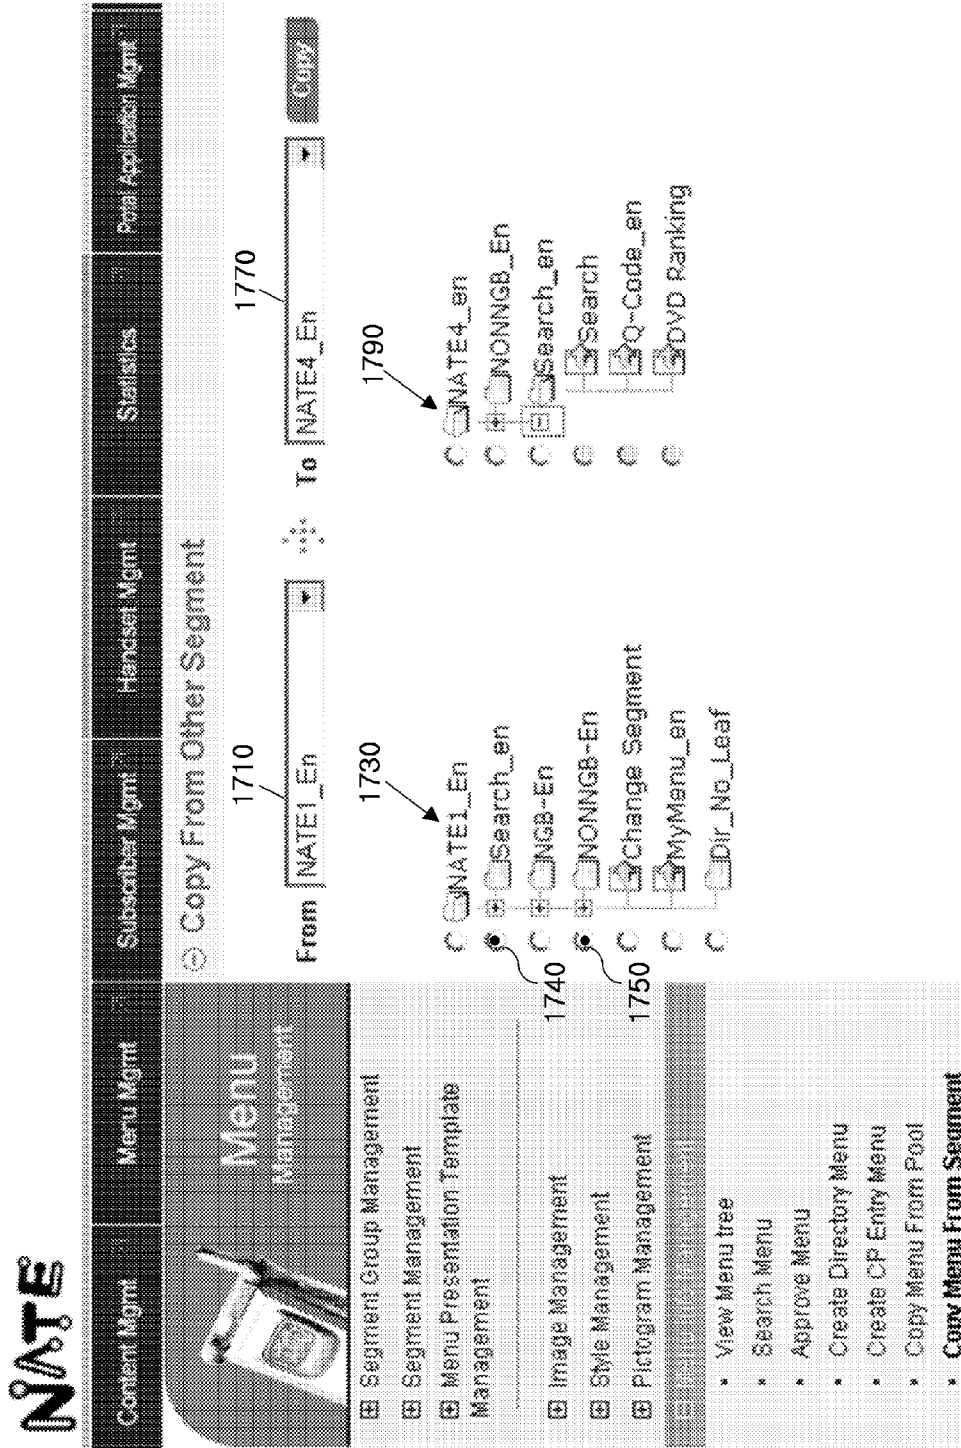 NATE
Content Mgmt
Menu Mgmt
Subscriber Mgmt
Handset Mgmt
Statistics
Portal Application Mgmt
Menu
Management
Segment Group Management
Segment Management
Menu Presentation Template
Management
Image Management
Style Management
Pictogram Management
View Menu tree
Search Menu
Approve Menu
Create Directory Menu
Create CP Entry Menu
Copy Menu From Pool
Copy Menu From Segment
Copy From Other Segment
1710
1770
From NATE1_En To NATE4_En Copy
1730
NATE1_En
Search_en
NGB-En
NONNGB-En
Change Segment
MyMenu_en
Dir_No_Leaf
1740
1750
1790
NATE4_en
NONNGB_En
Search_en
Search
Q-Code_en
DVD Ranking